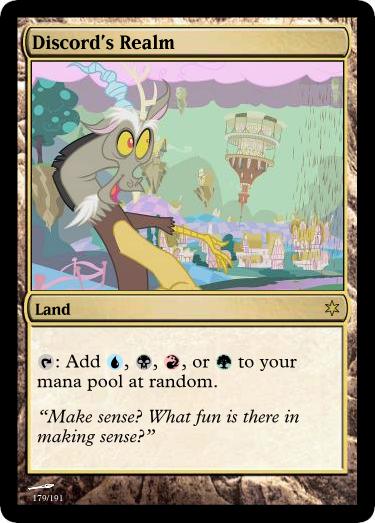 Discord's Realm
Land
: Add , , , or to your
mana pool at random.
“Make sense? What fun is there in
making sense?”
179/191